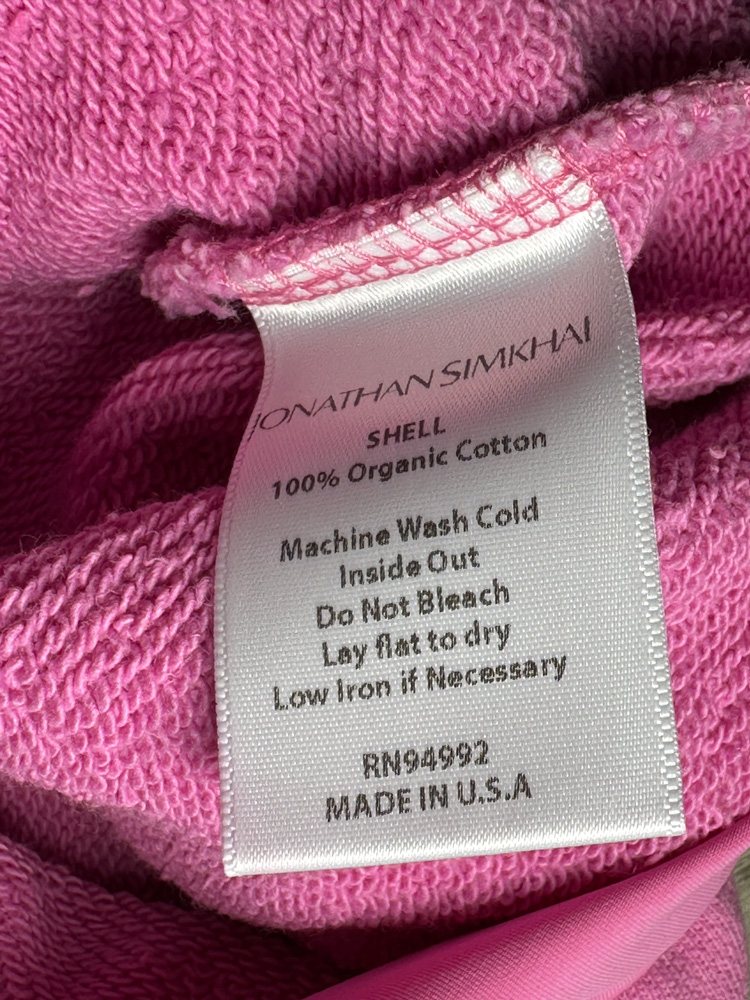 JONATHAN SIMKHAI
SHELL
100% Organic Cotton
Machine Wash Cold
Inside Out
Do Not Bleach
Lay flat to dry
Low Iron if Necessary
RN94992
MADE IN U.S.A